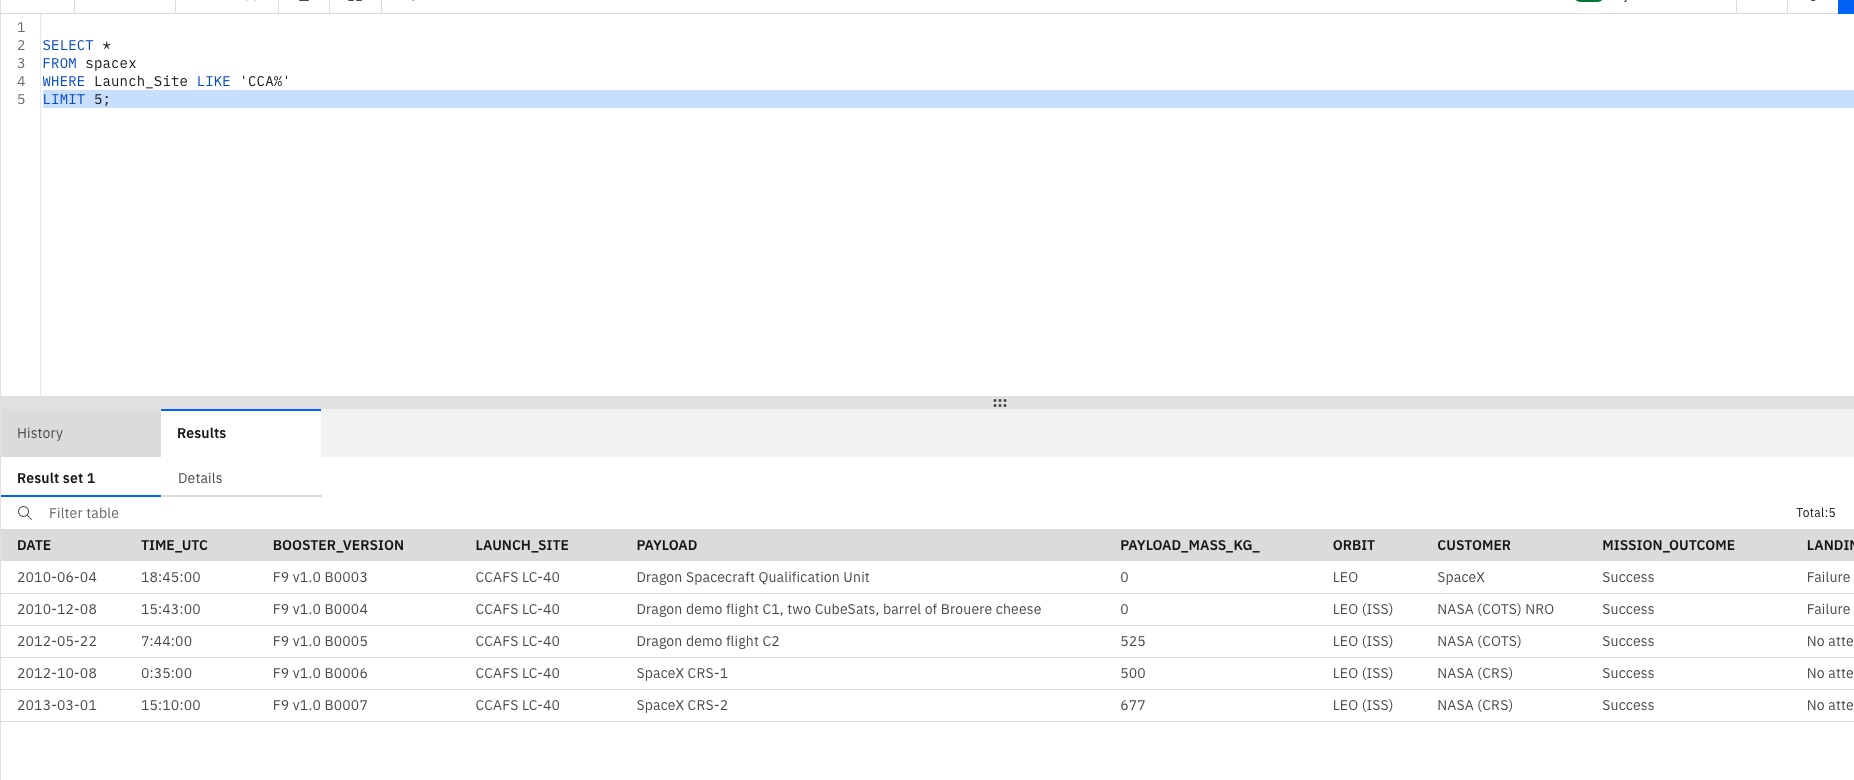 1
2 SELECT *
3 FROM spacex
4 WHERE Launch_Site LIKE 'CCA%'
5 LIMIT 5;
History Results
Result set 1 Details
Filter table Total:5
DATE TIME_UTC BOOSTER_VERSION LAUNCH_SITE PAYLOAD PAYLOAD_MASS_KG_ ORBIT CUSTOMER MISSION_OUTCOME LANDIN
2010-06-04 18:45:00 F9 v1.0 B0003 CCAFS LC-40 Dragon Spacecraft Qualification Unit 0 LEO SpaceX Success Failure
2010-12-08 15:43:00 F9 v1.0 B0004 CCAFS LC-40 Dragon demo flight C1, two CubeSats, barrel of Brouere cheese 0 LEO (ISS) NASA (COTS) NRO Success Failure
2012-05-22 7:44:00 F9 v1.0 B0005 CCAFS LC-40 Dragon demo flight C2 525 LEO (ISS) NASA (COTS) Success No atte
2012-10-08 0:35:00 F9 v1.0 B0006 CCAFS LC-40 SpaceX CRS-1 500 LEO (ISS) NASA (CRS) Success No atte
2013-03-01 15:10:00 F9 v1.0 B0007 CCAFS LC-40 SpaceX CRS-2 677 LEO (ISS) NASA (CRS) Success No atte